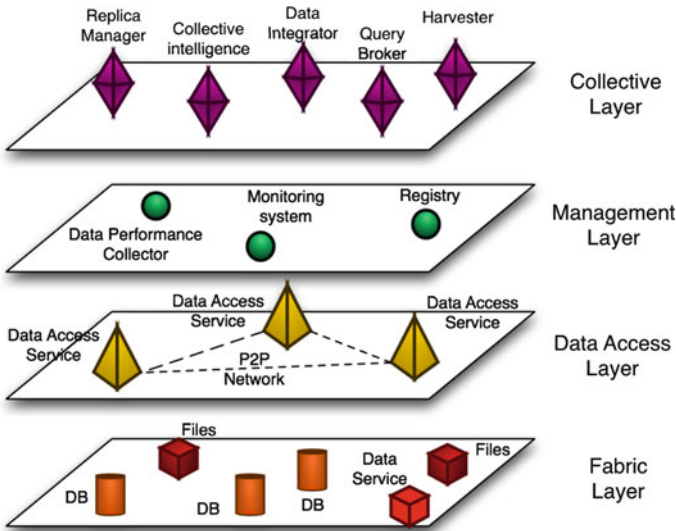 Replica
Manager
Collective
intelligence
Data
Integrator
Query
Broker
Harvester
Collective
Layer
Data Performance
Collector
Monitoring
system
Registry
Management
Layer
Data Access
Service
Data Access
Service
Data Access
Service
P2P
Network
Data Access
Layer
DB
Files
DB
DB
Data
Service
Files
Fabric
Layer